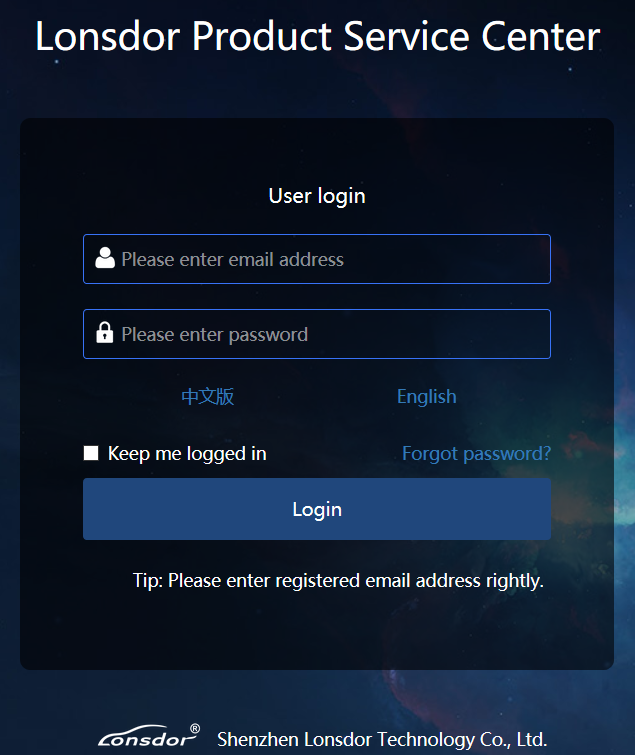 Lonsdor Product Service Center
User login
Please enter email address
Please enter password
中文版 English
Keep me logged in Forgot password?
Login
Tip: Please enter registered email address rightly.
Lonsdor® Shenzhen Lonsdor Technology Co., Ltd.